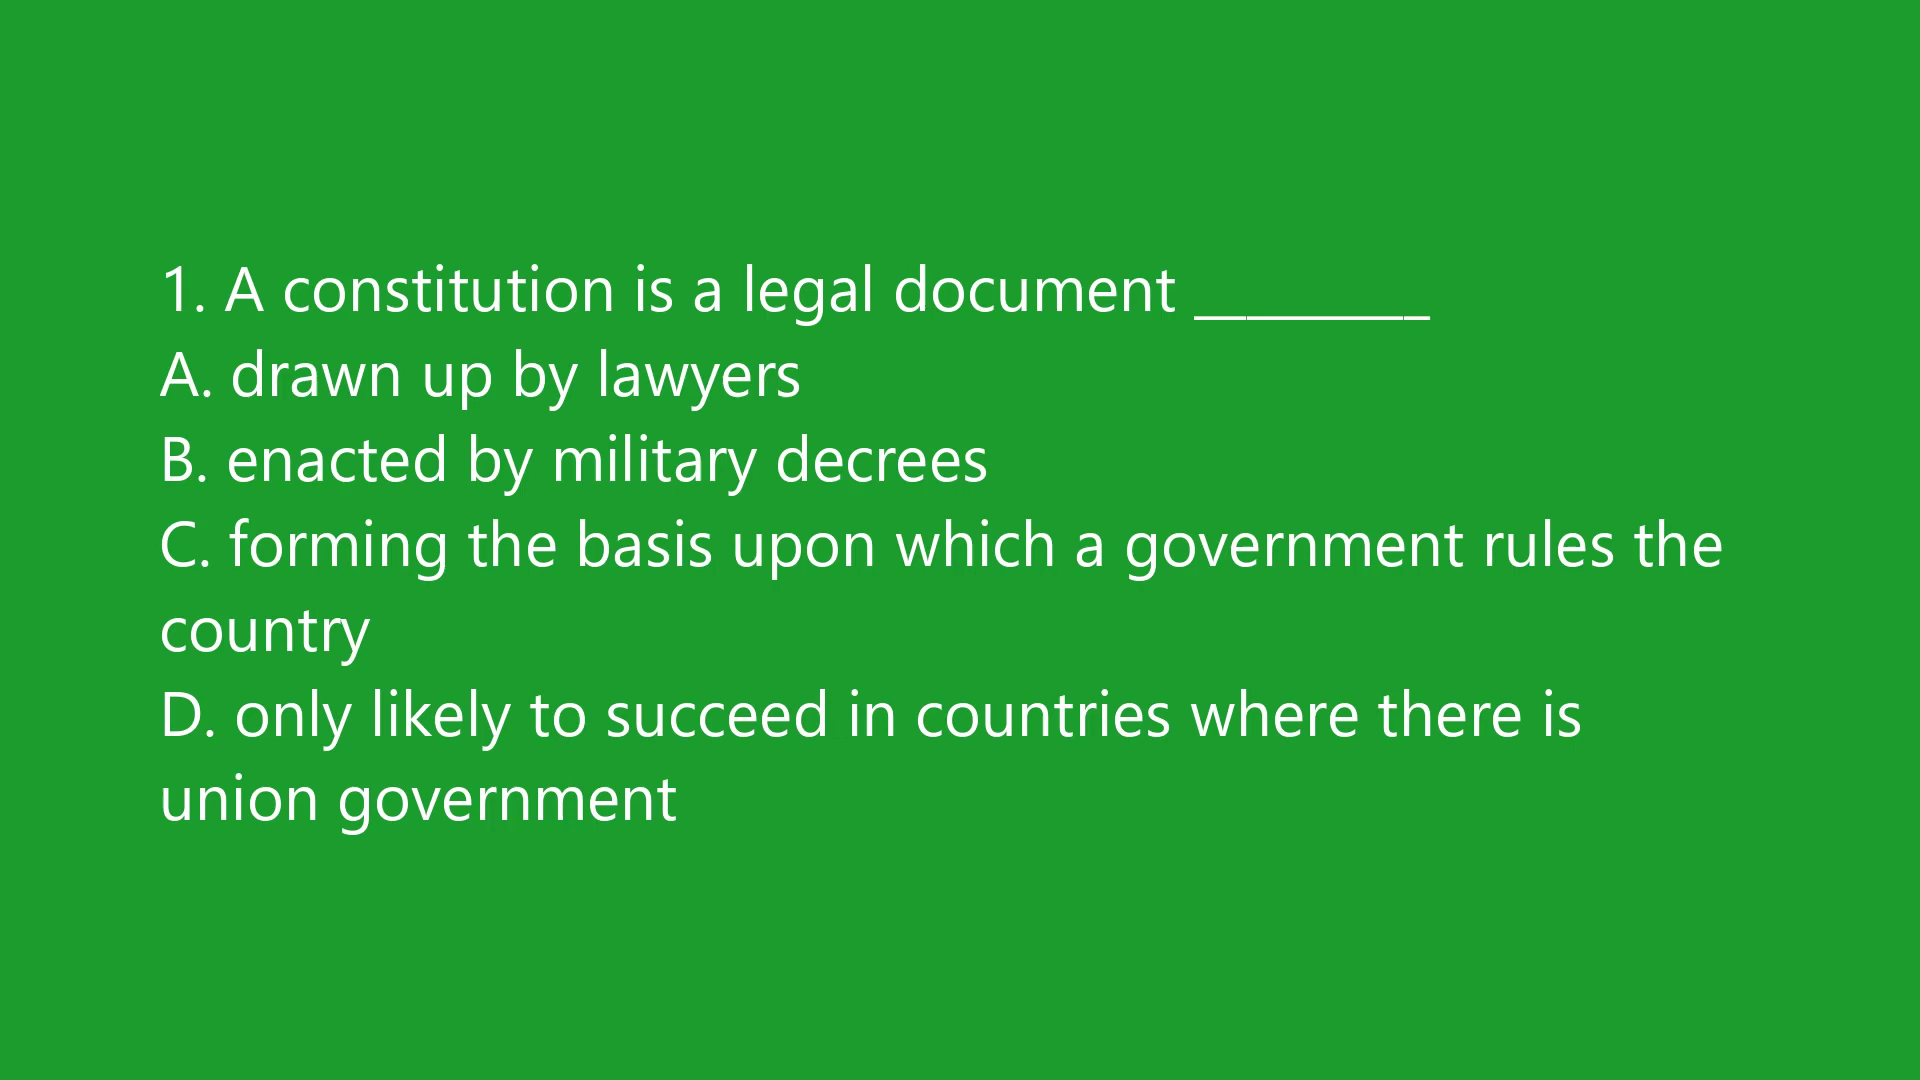 1. A constitution is a legal document _________
A. drawn up by lawyers
B. enacted by military decrees
C. forming the basis upon which a government rules the
country
D. only likely to succeed in countries where there is
union government